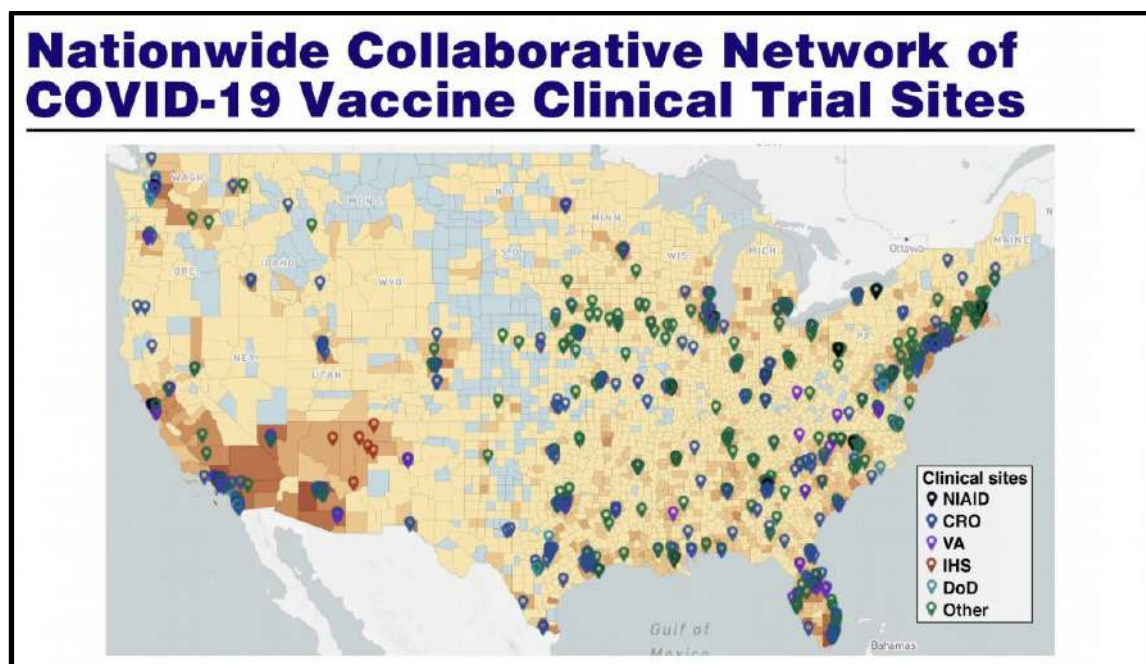 Nationwide Collaborative Network of
COVID-19 Vaccine Clinical Trial Sites
WASH
MONT
N.D.
MINN
Ottawa
MAINE
S.D.
WIS
MICH
ORE
IDAHO
WYO
NEV
UTAH
PA
Clinical sites
NIAID
CRO
VA
IHS
DoD
Other
Gulf of
Mexico
Bahamas